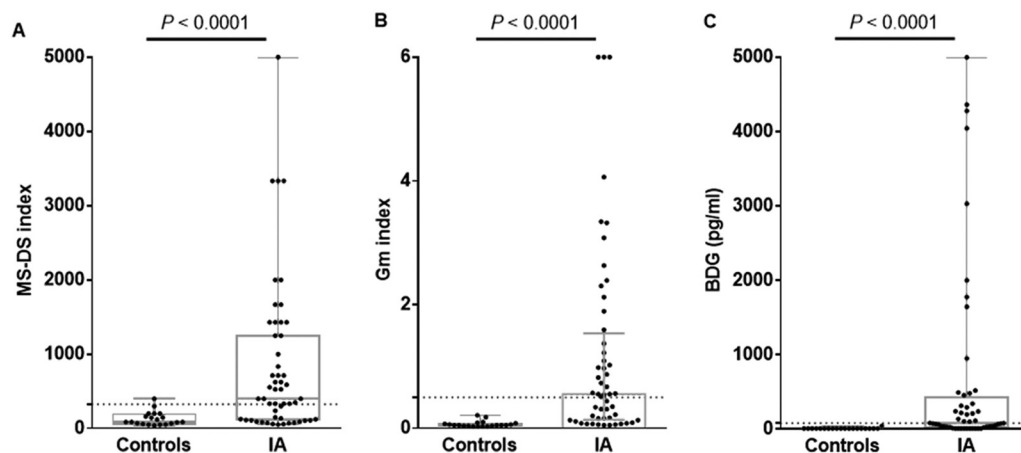 A
P < 0.0001
MS-DS index
5000
4000
3000
2000
1000
0
Controls
IA
B
P < 0.0001
Gm index
6
4
2
0
Controls
IA
C
P < 0.0001
BDG (pg/ml)
5000
4000
3000
2000
1000
0
Controls
IA